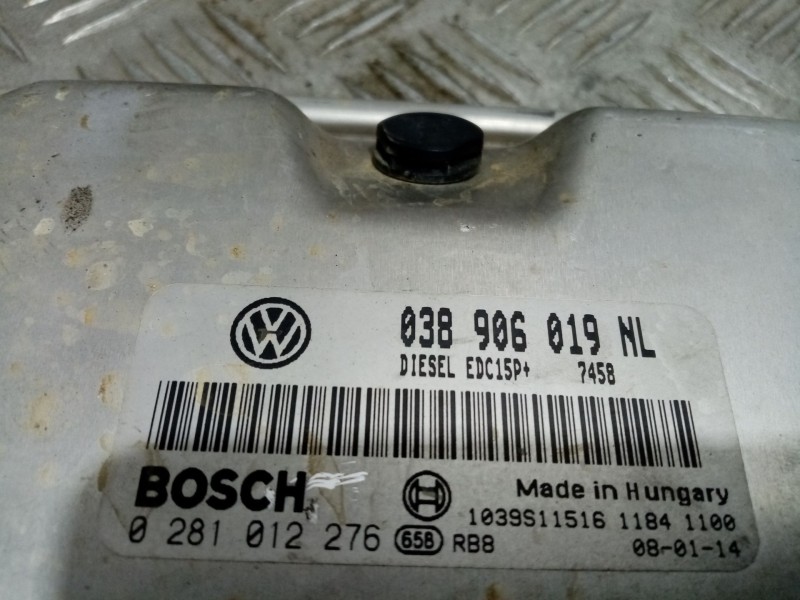 038 906 019 NL
DIESEL EDC15P+ 7458
BOSCH
Made in Hungary
1039S11516 1184 1100
0 281 012 276 658 RB8 08-01-14